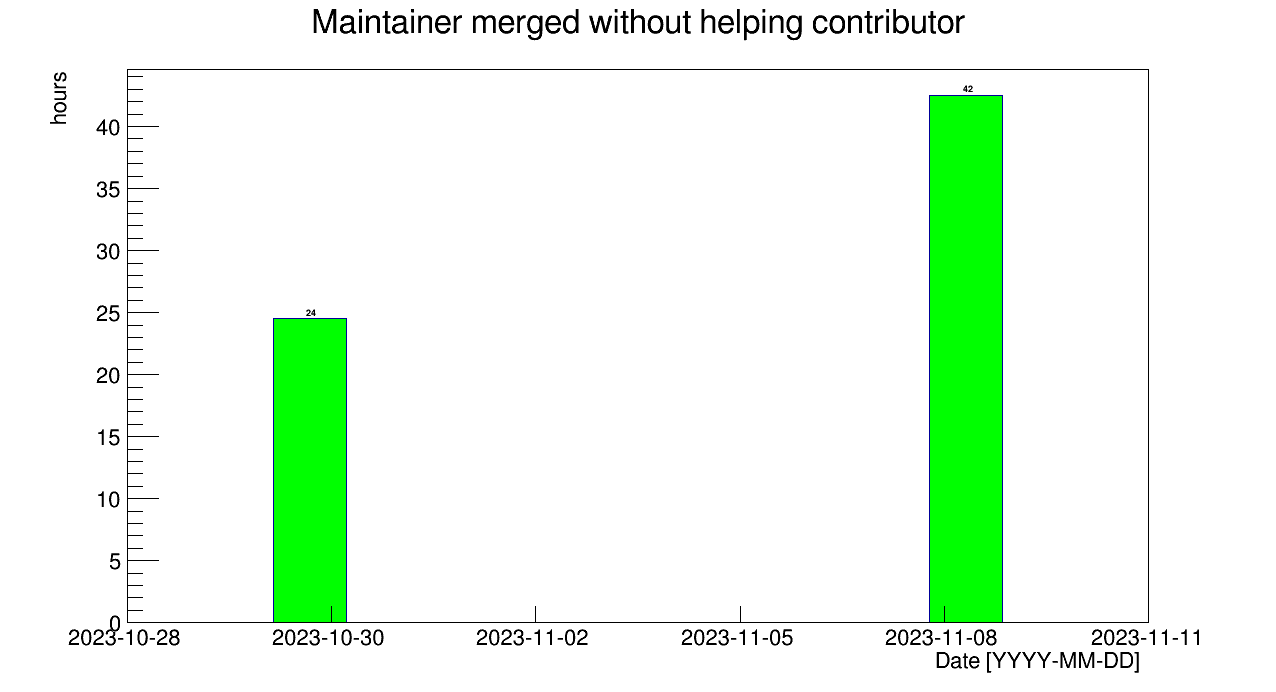 Maintainer merged without helping contributor
hours
42
40
35
30
24
25
20
15
10
5
0
2023-10-28 2023-10-30 2023-11-02 2023-11-05 2023-11-08 2023-11-11
Date [YYYY-MM-DD]